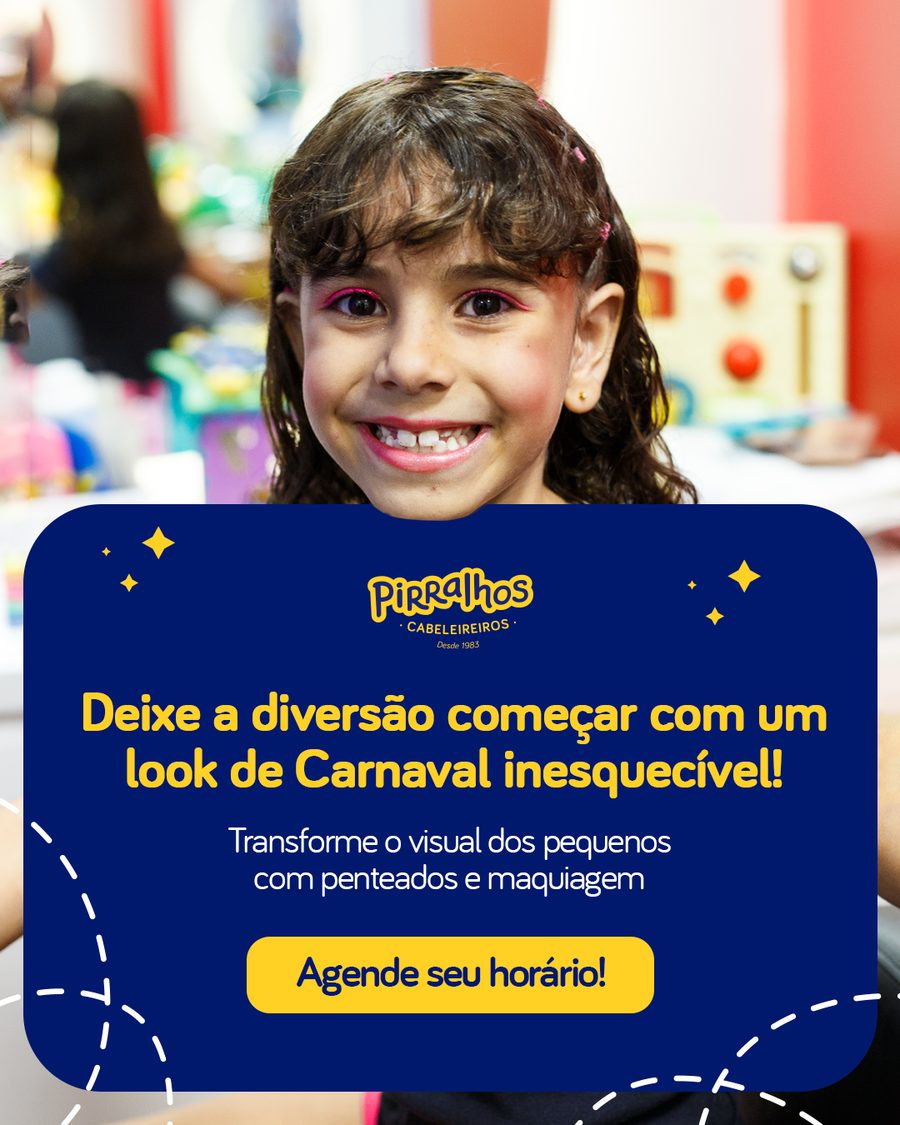 PIRRALHOS
· CABELEIREIROS ·
Desde 1983
Deixe a diversão começar com um
look de Carnaval inesquecível!
Transforme o visual dos pequenos
com penteados e maquiagem
Agende seu horário!